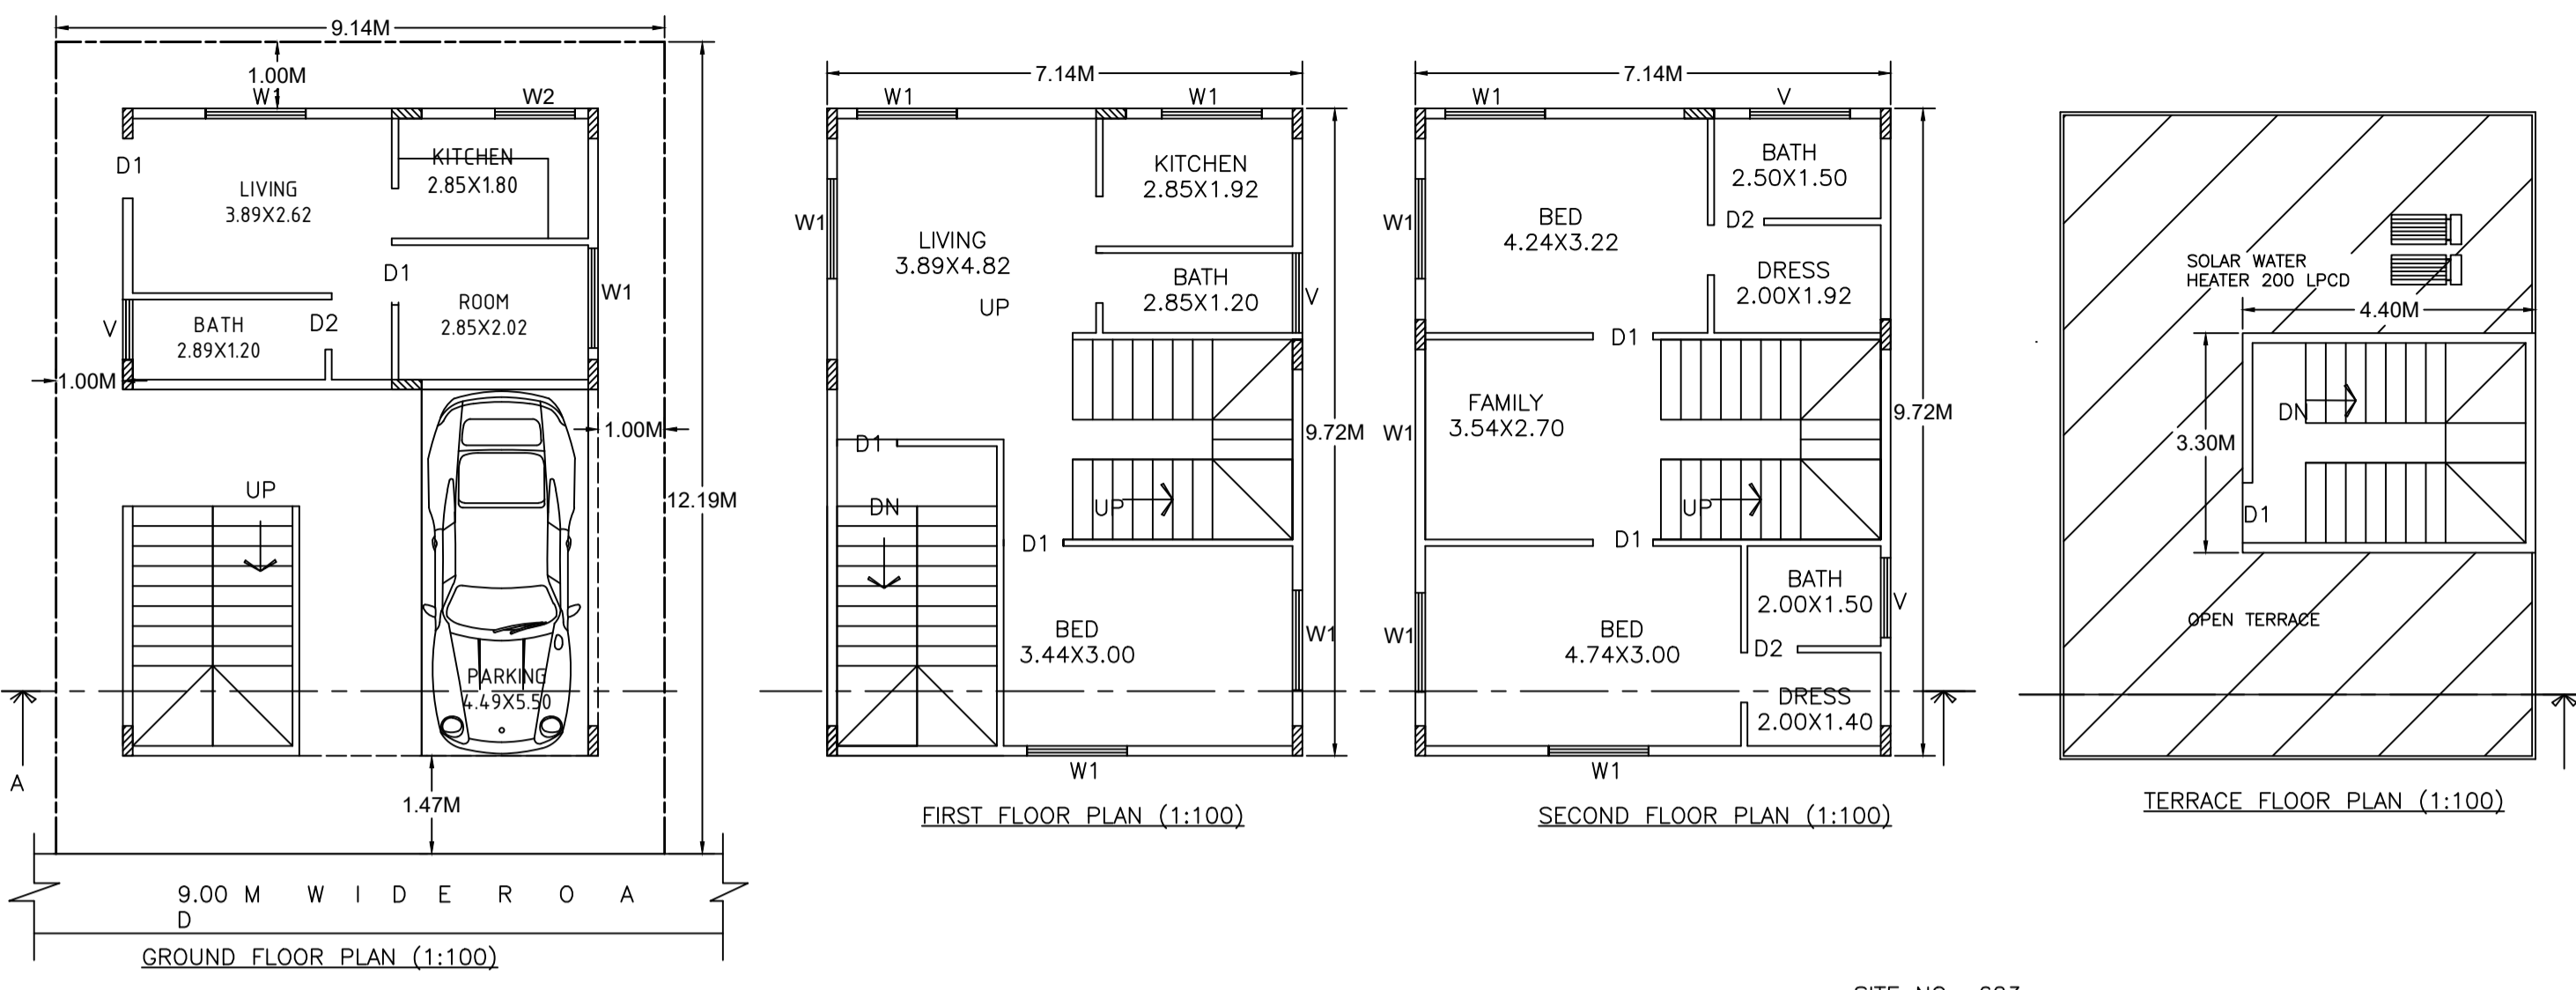 9.14M
1.00M
W1
W2
D1
KITCHEN
2.85X1.80
LIVING
3.89X2.62
D1
ROOM
2.85X2.02
W1
V
BATH
2.89X1.20
D2
1.00M
1.00M
12.19M
UP
PARKING
4.49X5.50
A
1.47M
9.00 M W I D E R O A
D
GROUND FLOOR PLAN (1:100)
7.14M
W1
W1
KITCHEN
2.85X1.92
W1
LIVING
3.89X4.82
UP
BATH
2.85X1.20
V
9.72M
D1
DN
UP
D1
BED
3.44X3.00
W1
W1
FIRST FLOOR PLAN (1:100)
7.14M
W1
V
BATH
2.50X1.50
W1
BED
4.24X3.22
D2
DRESS
2.00X1.92
D1
FAMILY
3.54X2.70
W1
9.72M
UP
D1
BATH
2.00X1.50
V
W1
BED
4.74X3.00
D2
DRESS
2.00X1.40
W1
SECOND FLOOR PLAN (1:100)
SOLAR WATER
HEATER 200 LPCD
4.40M
DN
3.30M
D1
OPEN TERRACE
TERRACE FLOOR PLAN (1:100)